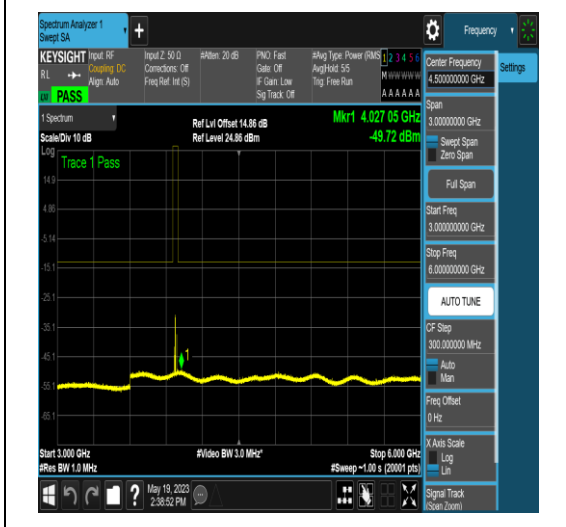 Spectrum Analyzer 1
Swept SA
+
Frequency
KEYSIGHT
RL
Input: RF
Coupling: DC
Align: Auto
Input Z: 50 Ω
Corrections: Off
Freq Ref: Int (S)
#Atten: 20 dB
PNO: Fast
Gate: Off
IF Gain: Low
Sig Track: Off
#Avg Type: Power (RMS
Avg|Hold: 5/5
Trig: Free Run
1 2 3 4 5 6
M W W W W W
A A A A A A
PASS
1 Spectrum
Scale/Div 10 dB
Ref Lvl Offset 14.86 dB
Ref Level 24.86 dBm
Mkr1 4.027 05 GHz
-49.72 dBm
Log
Trace 1 Pass
14.9
4.86
-5.14
-15.1
-25.1
-35.1
-45.1
-55.1
-65.1
1
Start 3.000 GHz
#Res BW 1.0 MHz
#Video BW 3.0 MHz*
Stop 6.000 GHz
#Sweep ~1.00 s (20001 pts)
?
May 19, 2023
2:38:52 PM
Center Frequency
4.500000000 GHz
Settings
Span
3.00000000 GHz
Swept Span
Zero Span
Full Span
Start Freq
3.000000000 GHz
Stop Freq
6.000000000 GHz
AUTO TUNE
CF Step
300.000000 MHz
Auto
Man
Freq Offset
0 Hz
X Axis Scale
Log
Lin
Signal Track
(Span Zoom)